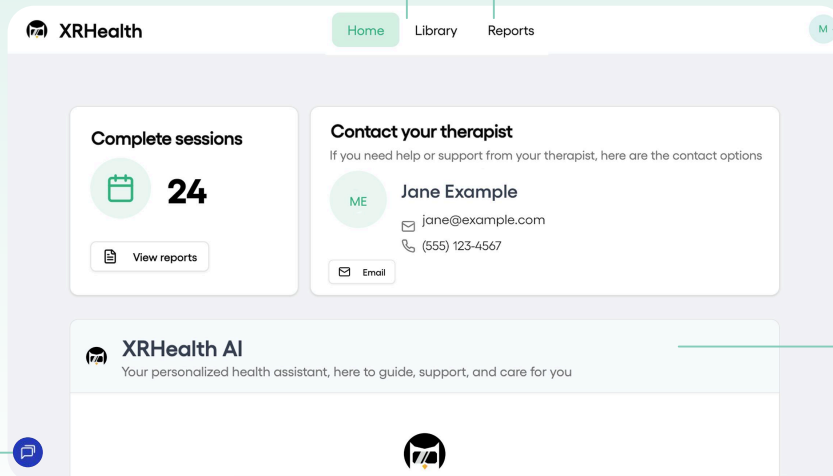 XRHealth
Home
Library
Reports
M
Complete sessions
24
View reports
Contact your therapist
If you need help or support from your therapist, here are the contact options
ME
Jane Example
jane@example.com
(555) 123-4567
Email
XRHealth AI
Your personalized health assistant, here to guide, support, and care for you